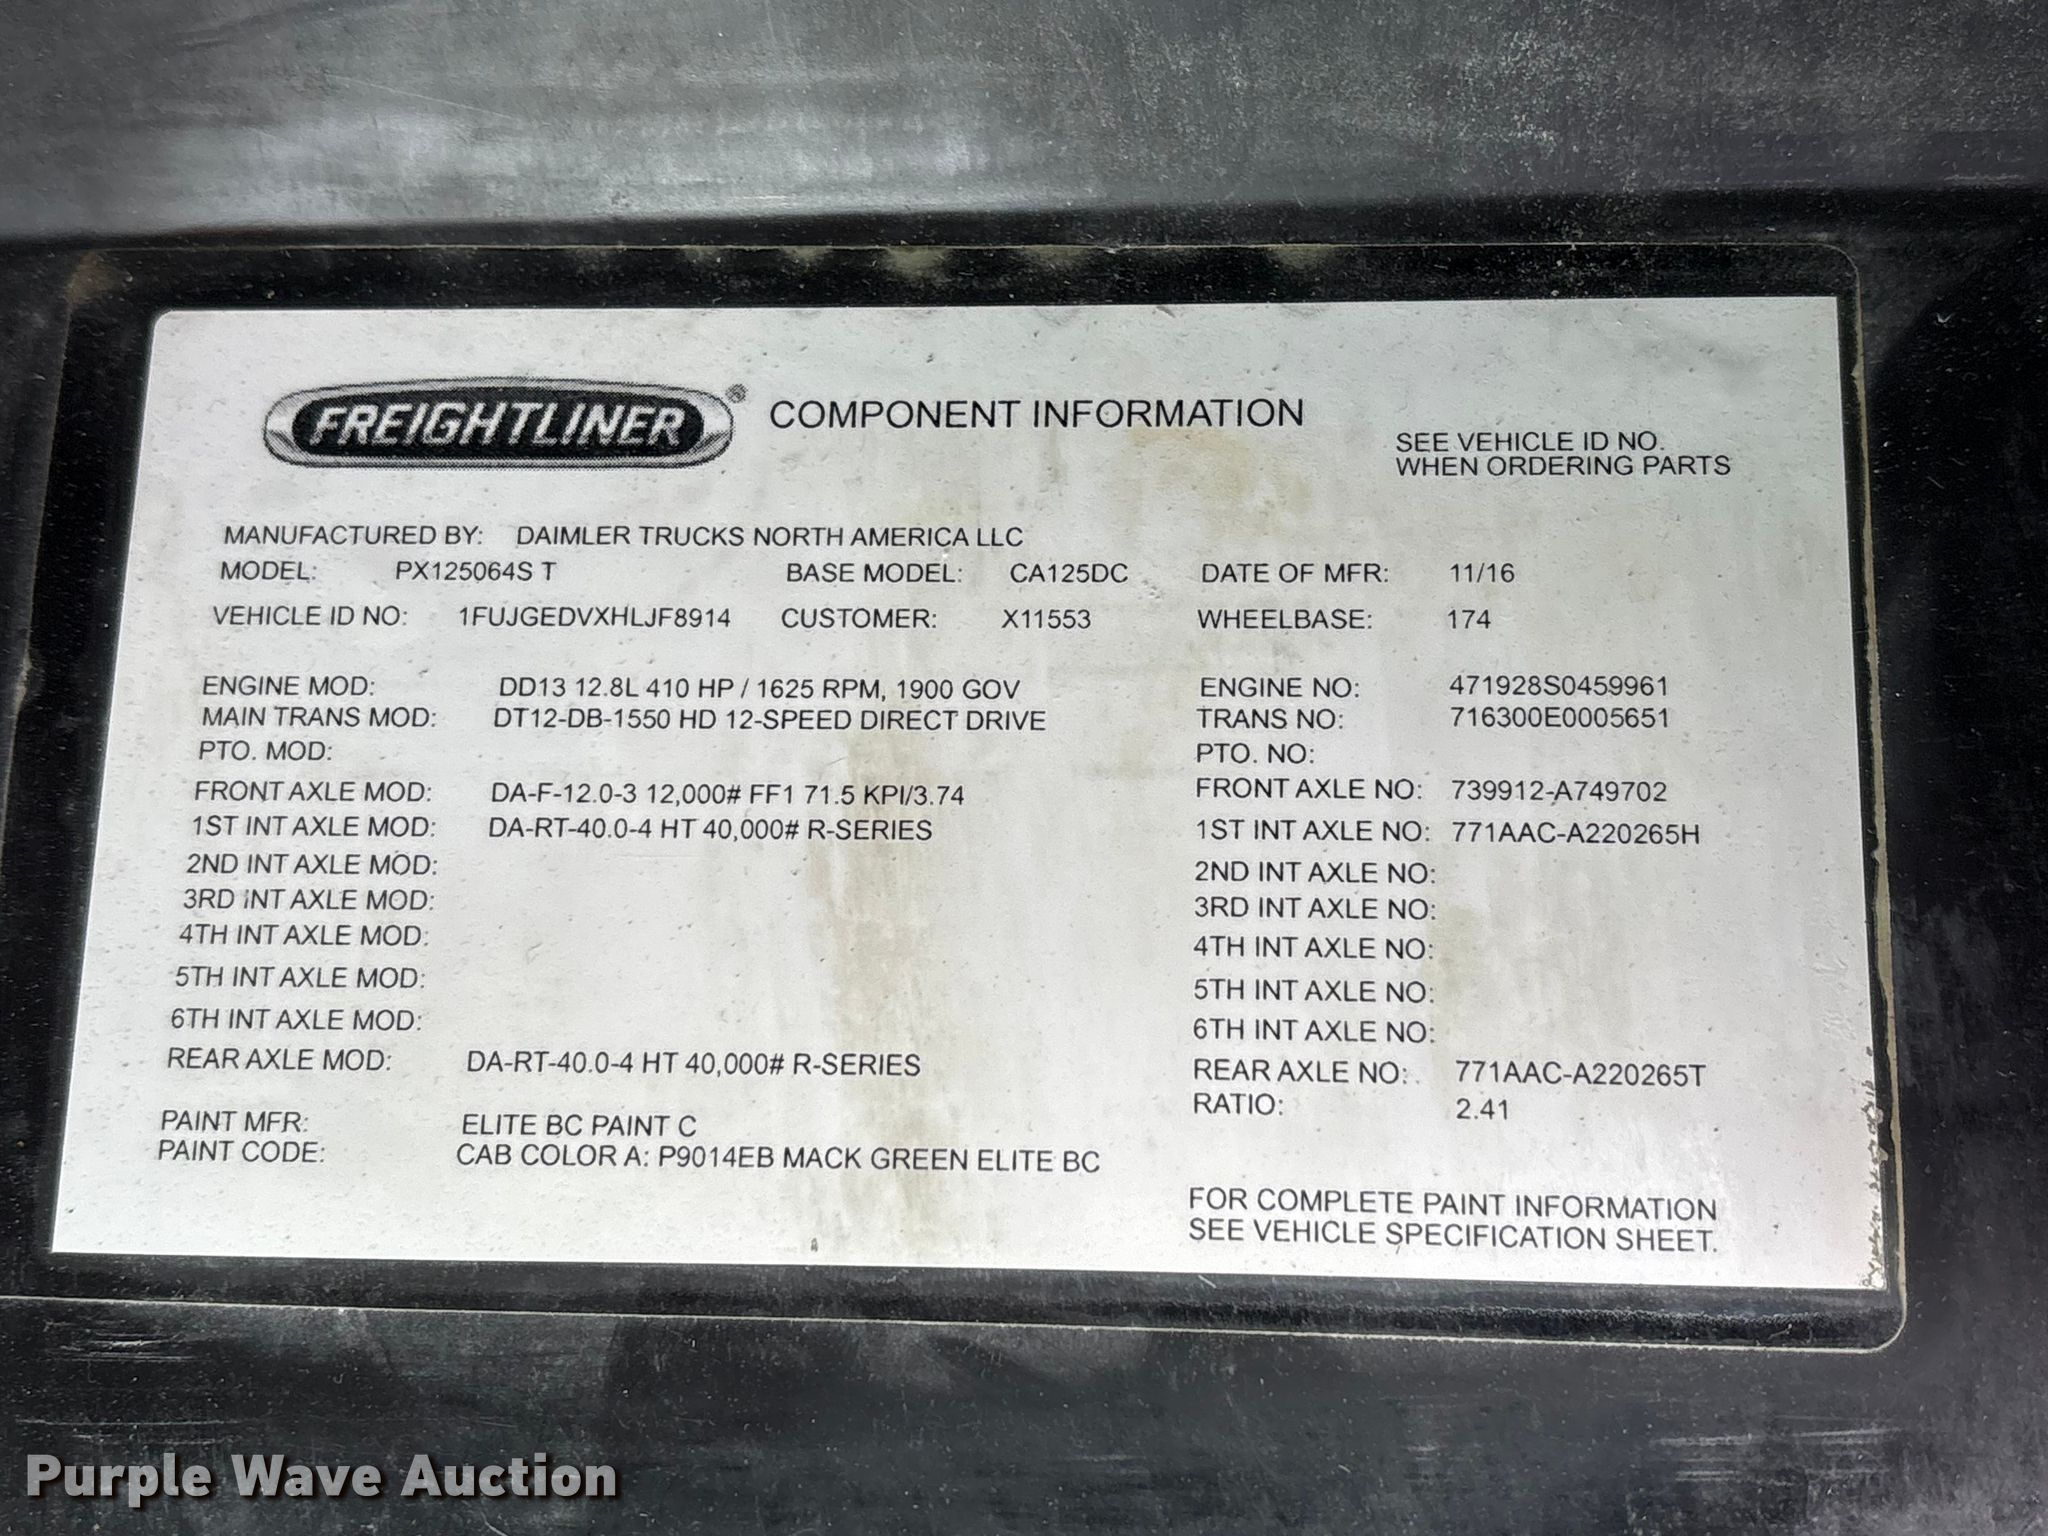 FREIGHTLINER® COMPONENT INFORMATION
SEE VEHICLE ID NO.
WHEN ORDERING PARTS
MANUFACTURED BY: DAIMLER TRUCKS NORTH AMERICA LLC
MODEL: PX125064S T BASE MODEL: CA125DC DATE OF MFR: 11/16
VEHICLE ID NO: 1FUJGEDVXHLJF8914 CUSTOMER: X11553 WHEELBASE: 174
ENGINE MOD: DD13 12.8L 410 HP / 1625 RPM, 1900 GOV ENGINE NO: 471928S0459961
MAIN TRANS MOD: DT12-DB-1550 HD 12-SPEED DIRECT DRIVE TRANS NO: 716300E0005651
PTO. MOD: PTO. NO:
FRONT AXLE MOD: DA-F-12.0-3 12,000# FF1 71.5 KPI/3.74 FRONT AXLE NO: 739912-A749702
1ST INT AXLE MOD: DA-RT-40.0-4 HT 40,000# R-SERIES 1ST INT AXLE NO: 771AAC-A220265H
2ND INT AXLE MOD: 2ND INT AXLE NO:
3RD INT AXLE MOD: 3RD INT AXLE NO:
4TH INT AXLE MOD: 4TH INT AXLE NO:
5TH INT AXLE MOD: 5TH INT AXLE NO:
6TH INT AXLE MOD: 6TH INT AXLE NO:
REAR AXLE MOD: DA-RT-40.0-4 HT 40,000# R-SERIES REAR AXLE NO: 771AAC-A220265T
RATIO: 2.41
PAINT MFR: ELITE BC PAINT C
PAINT CODE: CAB COLOR A: P9014EB MACK GREEN ELITE BC
FOR COMPLETE PAINT INFORMATION
SEE VEHICLE SPECIFICATION SHEET.
Purple Wave Auction